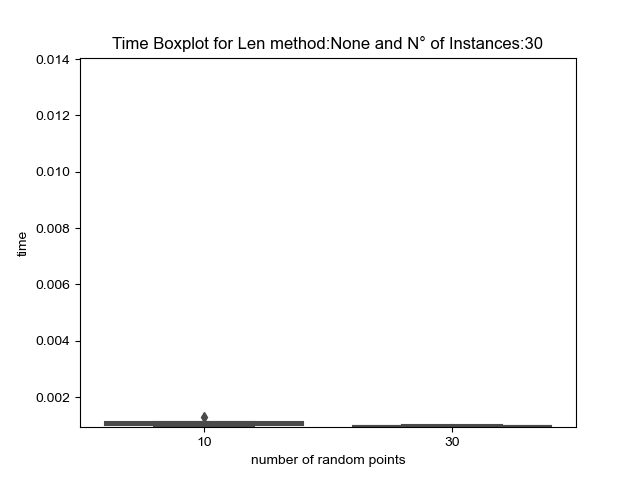 Time Boxplot for Len method:None and N° of Instances:30
0.014
0.012
0.010
0.008
0.006
0.004
0.002
time
10 30
number of random points